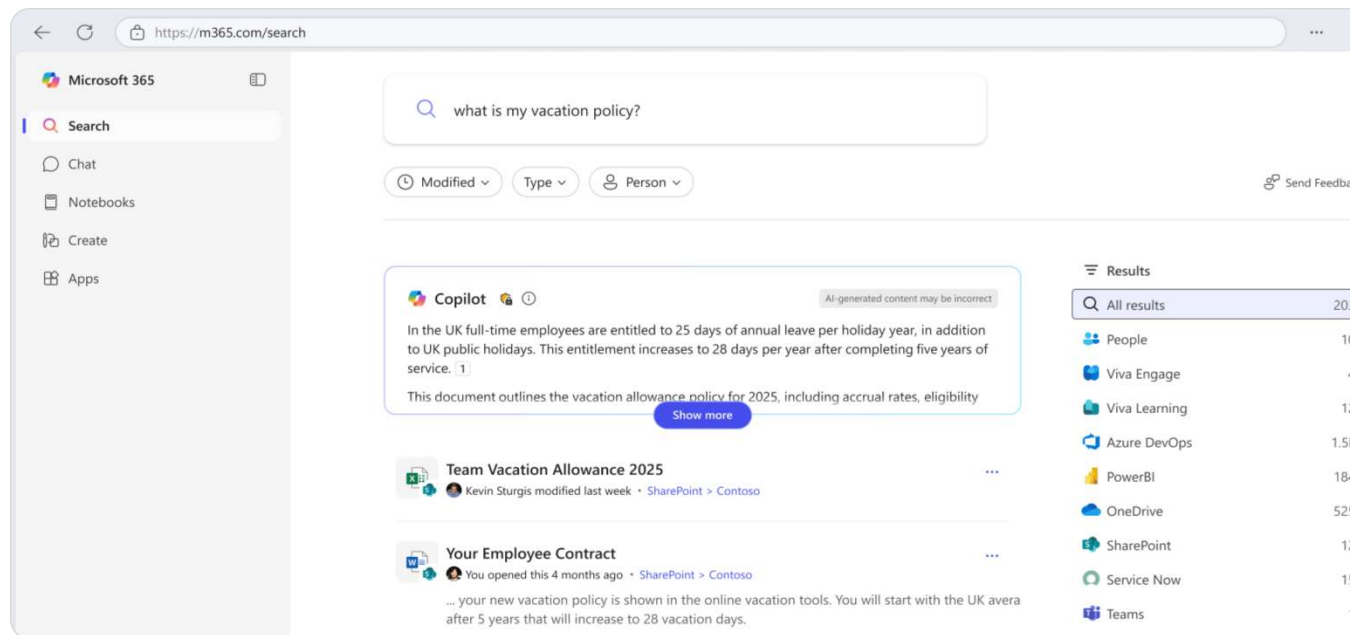 https://m365.com/search
...
Microsoft 365
Search
Chat
Notebooks
Create
Apps
what is my vacation policy?
Modified
Type
Person
Send
Copilot
AI-generated content may be incorrect
In the UK full-time employees are entitled to 25 days of annual leave per holiday year, in addition
to UK public holidays. This entitlement increases to 28 days per year after completing five years of
service. 1
This document outlines the vacation allowance policy for 2025, including accrual rates, eligibility
Show more
Team Vacation Allowance 2025
...
Kevin Sturgis modified last week • SharePoint > Contoso
Your Employee Contract
...
You opened this 4 months ago • SharePoint > Contoso
... your new vacation policy is shown in the online vacation tools. You will start with the UK avera
after 5 years that will increase to 28 vacation days.
Results
All results
People
Viva Engage
Viva Learning
Azure DevOps
PowerBI
OneDrive
SharePoint
Service Now
Teams